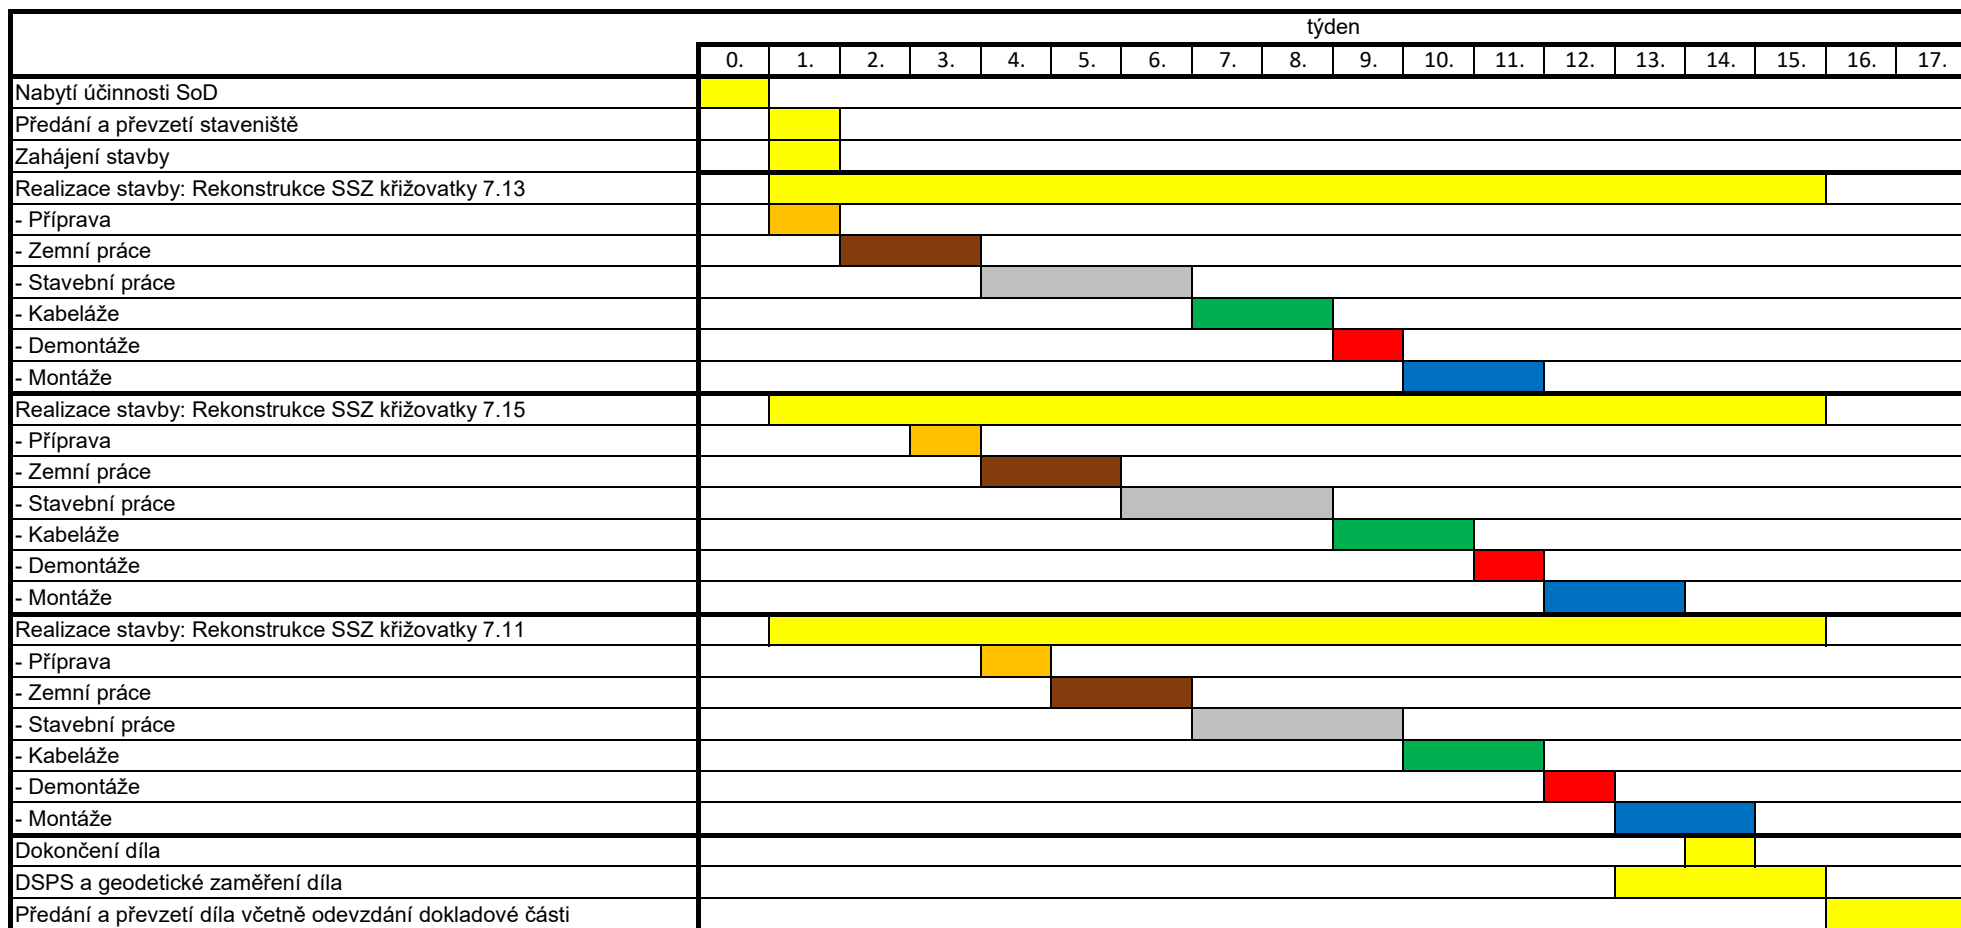 týden
0. 1. 2. 3. 4. 5. 6. 7. 8. 9. 10. 11. 12. 13. 14. 15. 16. 17.
Nabytí účinnosti SoD
Předání a převzetí staveniště
Zahájení stavby
Realizace stavby: Rekonstrukce SSZ křižovatky 7.13
- Příprava
- Zemní práce
- Stavební práce
- Kabeláže
- Demontáže
- Montáže
Realizace stavby: Rekonstrukce SSZ křižovatky 7.15
- Příprava
- Zemní práce
- Stavební práce
- Kabeláže
- Demontáže
- Montáže
Realizace stavby: Rekonstrukce SSZ křižovatky 7.11
- Příprava
- Zemní práce
- Stavební práce
- Kabeláže
- Demontáže
- Montáže
Dokončení díla
DSPS a geodetické zaměření díla
Předání a převzetí díla včetně odevzdání dokladové části